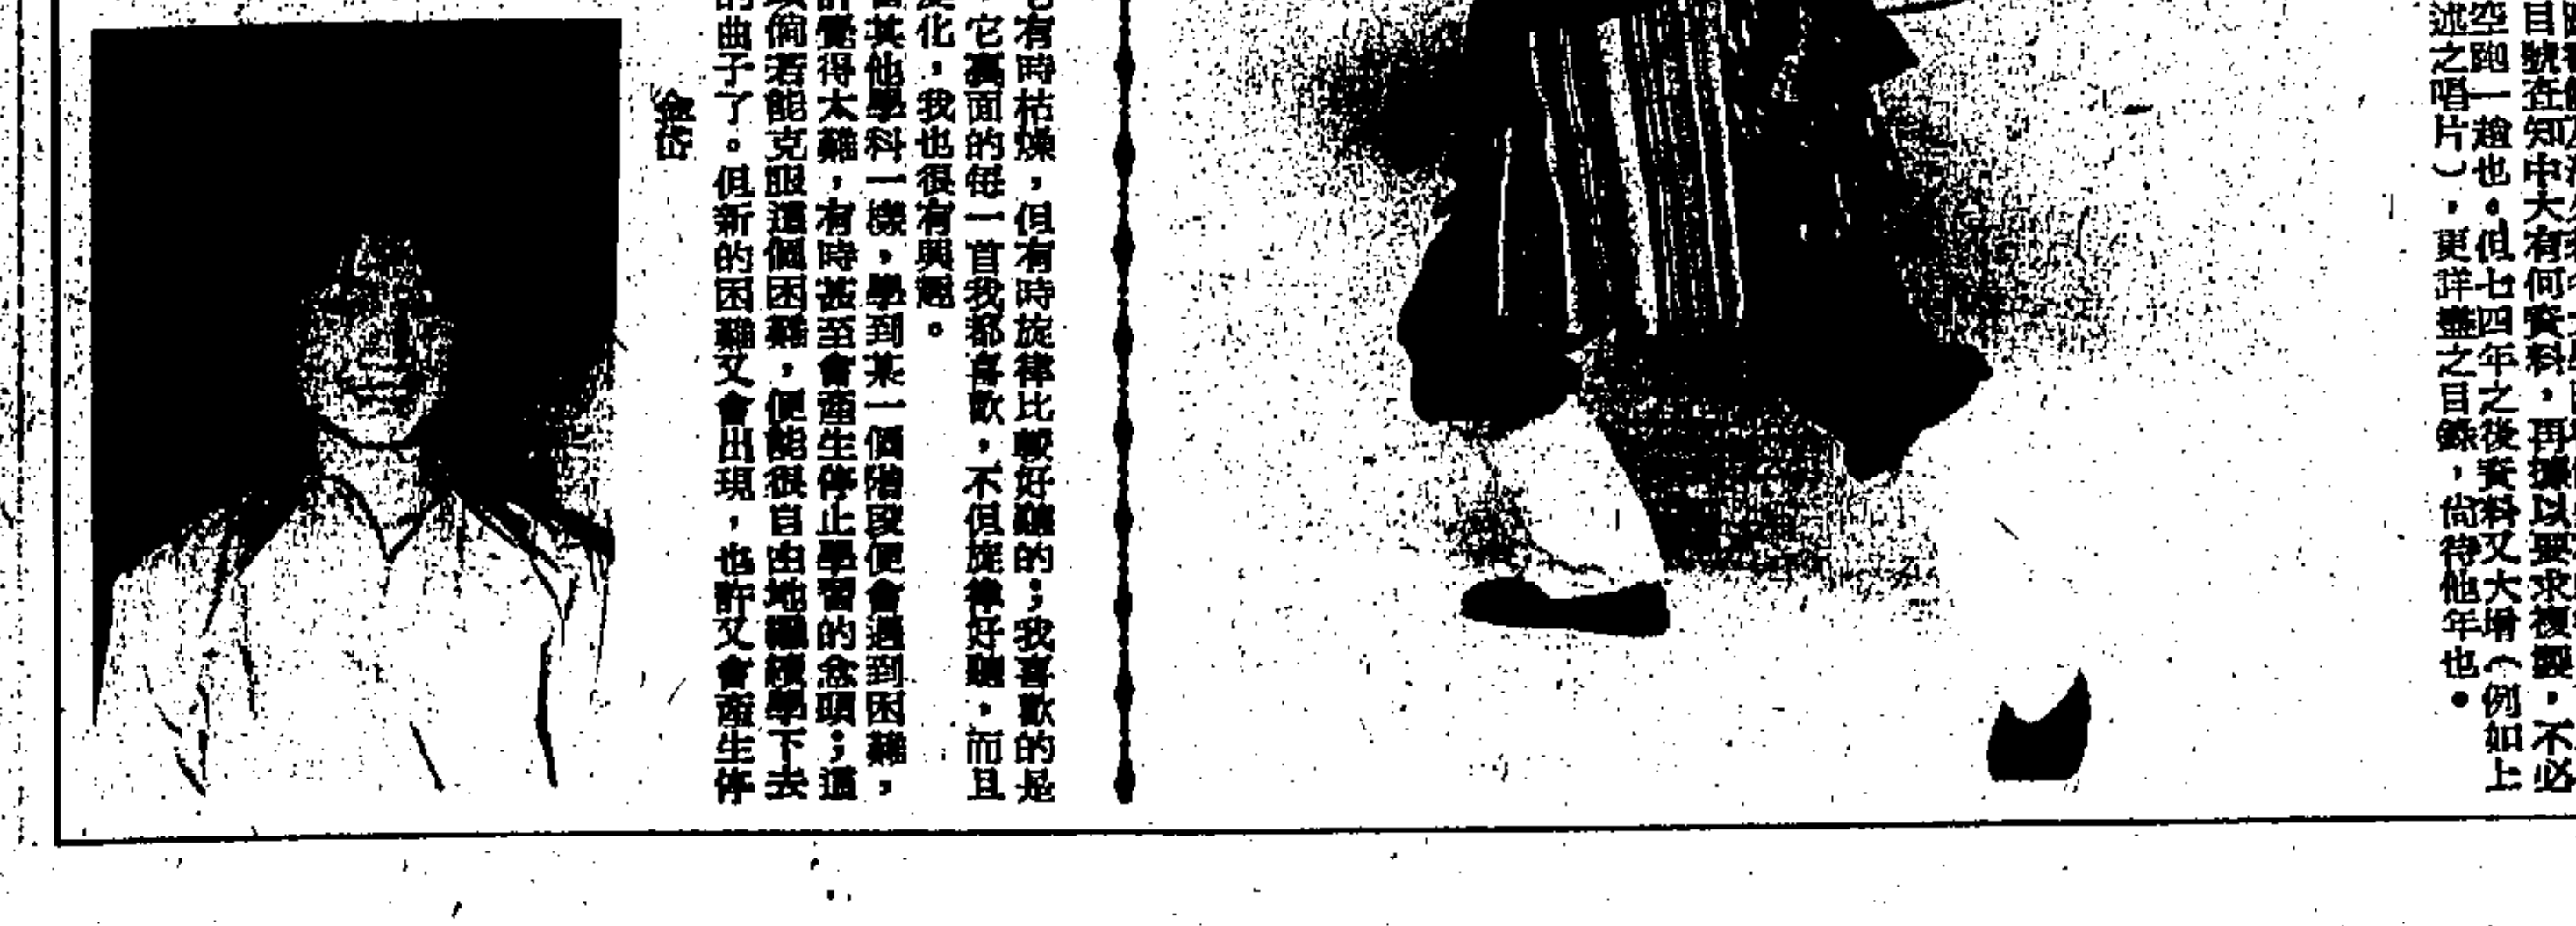 目號在知中大有何資料，再據以要求複製，不必
空跑一趟也。但七四年之後資料又大增（例如上
述之唱片），更詳盡之目錄，尙待他年也。
有時枯燥，但有時旋律比較好聽的；我喜歡的是
它裏面的每一首我都喜歡，不但旋律好聽，而且
變化，我也很有興趣。
其他學科一樣，學到某一個階段便會遇到困難，
覺得太難，有時甚至會產生停止學習的念頭；這
倘若能克服這個困難，便能很自由地繼續學下去
的曲子了。但新的困難又會出現，也許又會產生停